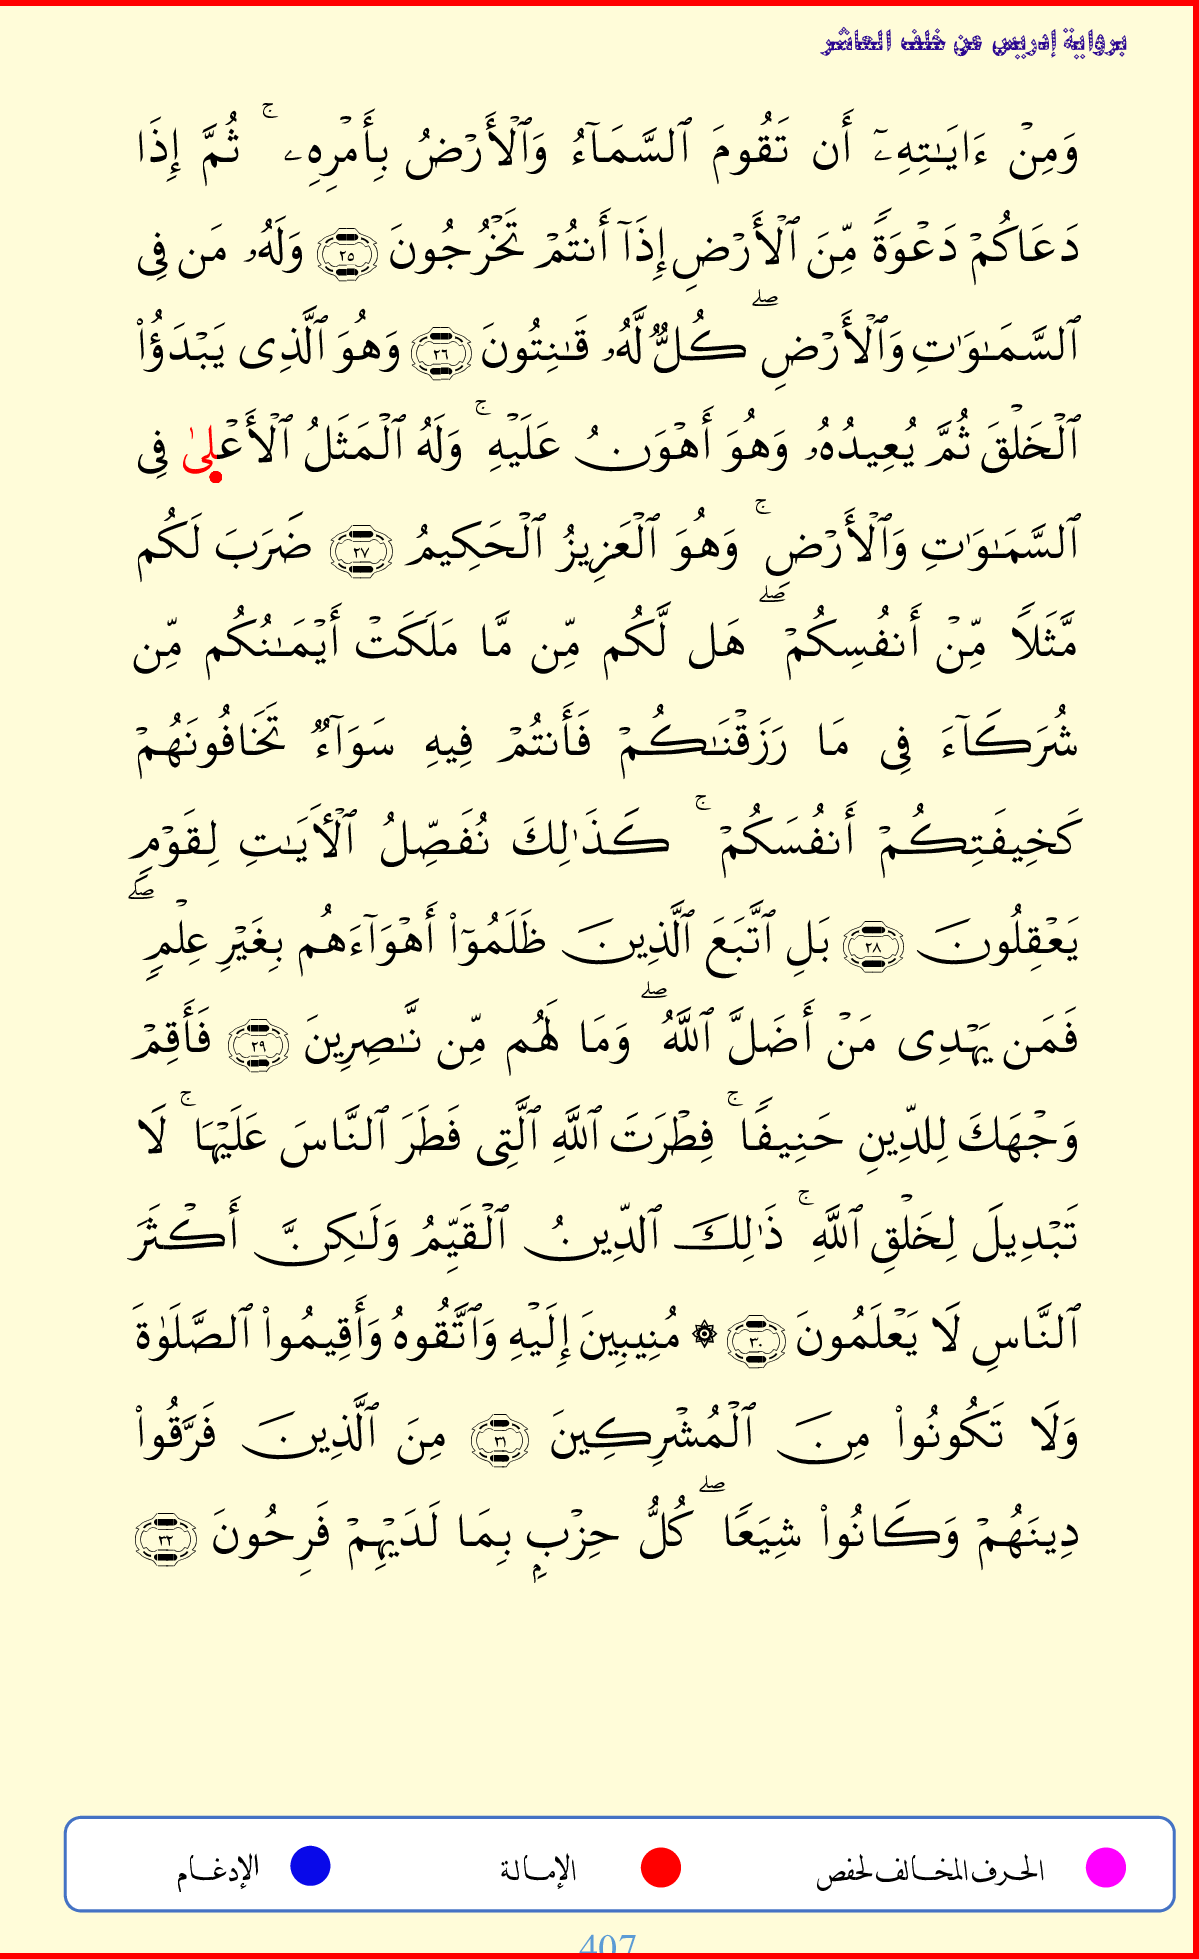 برواية إدريس عن خلف العاشر
وَمِنْ ءَايَٰتِهِۦٓ أَن تَقُومَ ٱلسَّمَآءُ وَٱلْأَرْضُ بِأَمْرِهِۦ ۚ ثُمَّ إِذَا
دَعَاكُمْ دَعْوَةً مِّنَ ٱلْأَرْضِ إِذَآ أَنتُمْ تَخْرُجُونَ ٢٥ وَلَهُۥ مَن فِى
ٱلسَّمَٰوَٰتِ وَٱلْأَرْضِ ۖ كُلٌّ لَّهُۥ قَٰنِتُونَ ٢٦ وَهُوَ ٱلَّذِى يَبْدَؤُا۟
ٱلْخَلْقَ ثُمَّ يُعِيدُهُۥ وَهُوَ أَهْوَنُ عَلَيْهِ ۚ وَلَهُ ٱلْمَثَلُ ٱلْأَعْلَىٰ فِى
ٱلسَّمَٰوَٰتِ وَٱلْأَرْضِ ۚ وَهُوَ ٱلْعَزِيزُ ٱلْحَكِيمُ ٢٧ ضَرَبَ لَكُم
مَّثَلًا مِّنْ أَنفُسِكُمْ ۖ هَل لَّكُم مِّن مَّا مَلَكَتْ أَيْمَٰنُكُم مِّن
شُرَكَآءَ فِى مَا رَزَقْنَٰكُمْ فَأَنتُمْ فِيهِ سَوَآءٌ تَخَافُونَهُمْ
كَخِيفَتِكُمْ أَنفُسَكُمْ ۚ كَذَٰلِكَ نُفَصِّلُ ٱلْأَيَٰتِ لِقَوْمٍ
يَعْقِلُونَ ٢٨ بَلِ ٱتَّبَعَ ٱلَّذِينَ ظَلَمُوٓا۟ أَهْوَآءَهُم بِغَيْرِ عِلْمٍ ۖ
فَمَن يَهْدِى مَنْ أَضَلَّ ٱللَّهُ ۖ وَمَا لَهُم مِّن نَّٰصِرِينَ ٢٩ فَأَقِمْ
وَجْهَكَ لِلدِّينِ حَنِيفًا ۚ فِطْرَتَ ٱللَّهِ ٱلَّتِى فَطَرَ ٱلنَّاسَ عَلَيْهَا ۚ لَا
تَبْدِيلَ لِخَلْقِ ٱللَّهِ ۚ ذَٰلِكَ ٱلدِّينُ ٱلْقَيِّمُ وَلَٰكِنَّ أَكْثَرَ
ٱلنَّاسِ لَا يَعْلَمُونَ ٣٠ ۞ مُنِيبِينَ إِلَيْهِ وَٱتَّقُوهُ وَأَقِيمُوا۟ ٱلصَّلَوٰةَ
وَلَا تَكُونُوا۟ مِنَ ٱلْمُشْرِكِينَ ٣١ مِنَ ٱلَّذِينَ فَرَّقُوا۟
دِينَهُمْ وَكَانُوا۟ شِيَعًا ۖ كُلُّ حِزْبٍۭ بِمَا لَدَيْهِمْ فَرِحُونَ ٣٢
الحرف المخالف لحفص الإمالة الإدغام
407